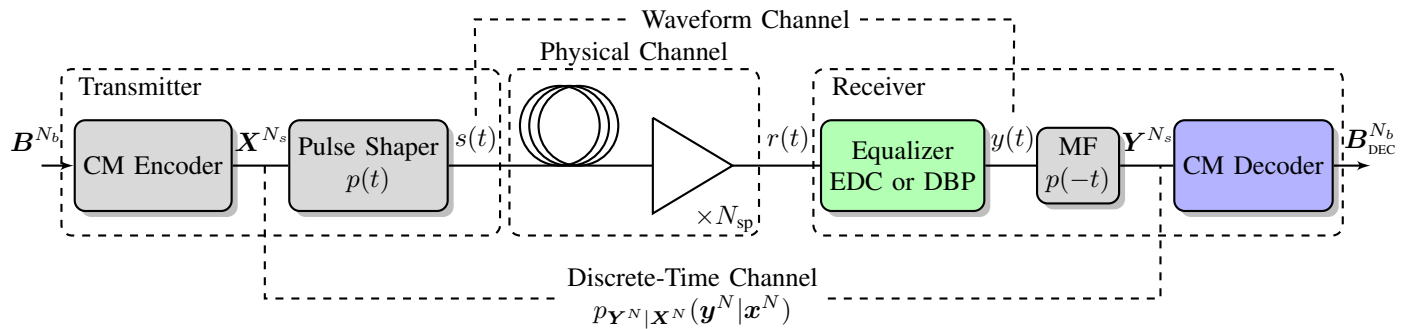 Waveform Channel
Physical Channel
Transmitter
Receiver
B^{N_b}
CM Encoder
X^{N_s}
Pulse Shaper
p(t)
s(t)
×N_{sp}
r(t)
Equalizer
EDC or DBP
y(t)
MF
p(−t)
Y^{N_s}
CM Decoder
B_{DEC}^{N_b}
Discrete-Time Channel
p_{Y^N|X^N}(y^N|x^N)